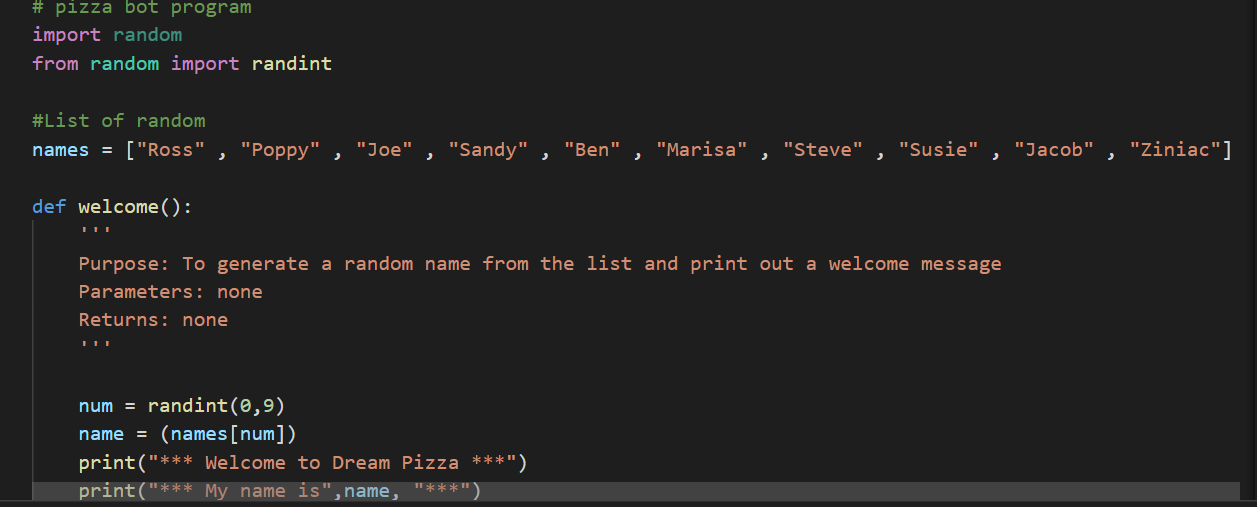 # pizza bot program
import random
from random import randint
#List of random
names = ["Ross" , "Poppy" , "Joe" , "Sandy" , "Ben" , "Marisa" , "Steve" , "Susie" , "Jacob" , "Ziniac"]
def welcome():
    '''
    Purpose: To generate a random name from the list and print out a welcome message
    Parameters: none
    Returns: none
    '''
    num = randint(0,9)
    name = (names[num])
    print("*** Welcome to Dream Pizza ***")
    print("*** My name is",name, "***")